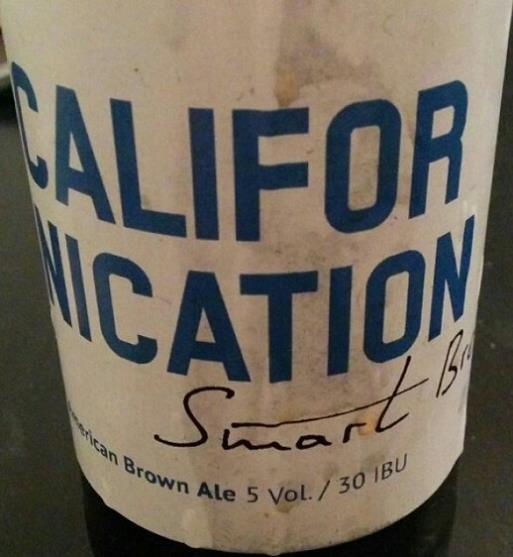 CALIFOR
NICATION
Smart
American Brown Ale 5 Vol. / 30 IBU